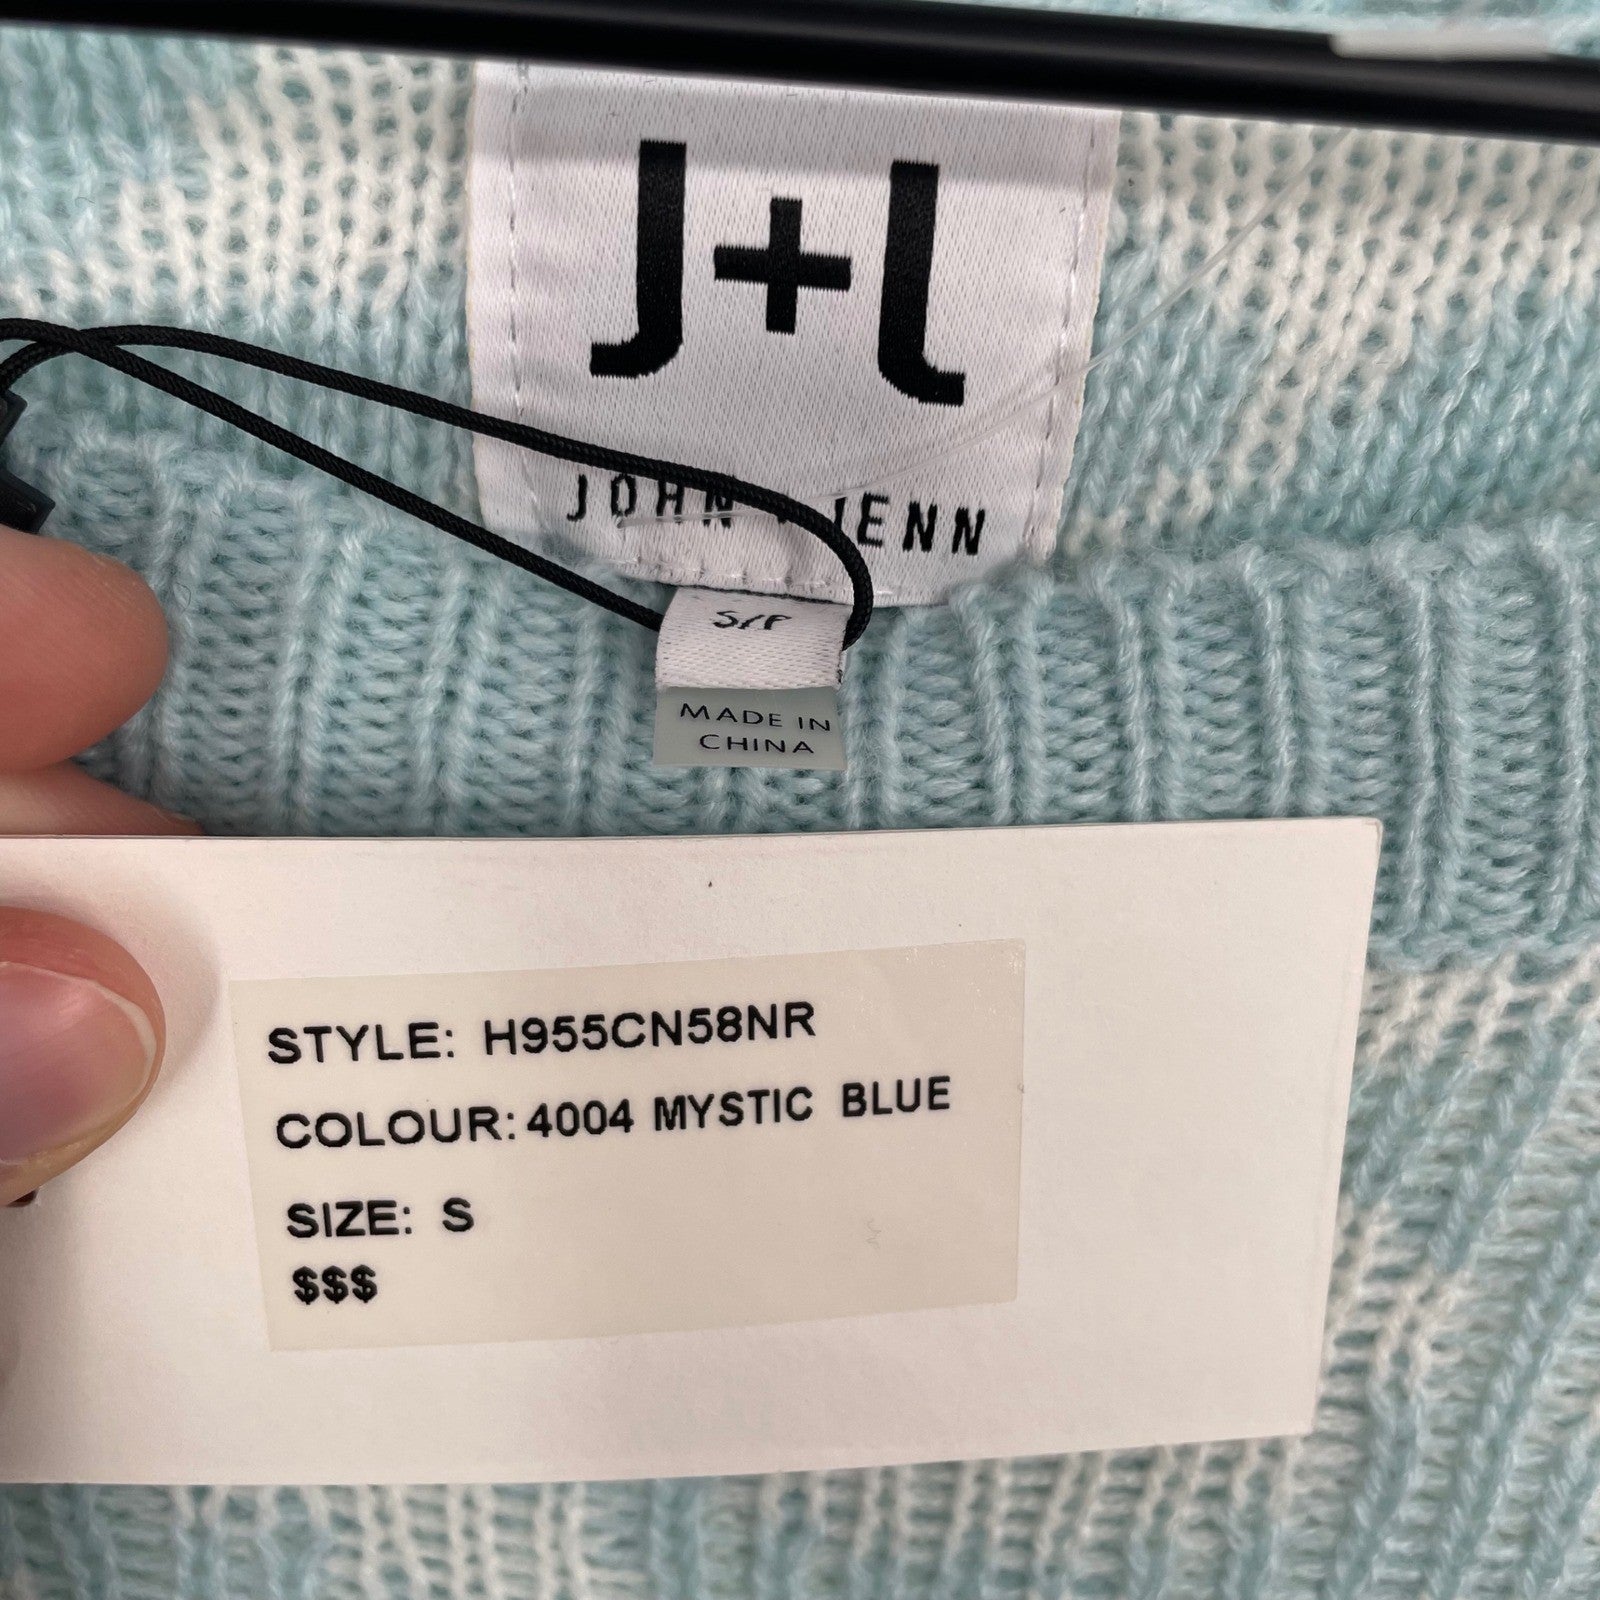 J+J
JOHN + JENN
S/P
MADE IN
CHINA
STYLE: H955CN58NR
COLOUR: 4004 MYSTIC BLUE
SIZE: S
$$$